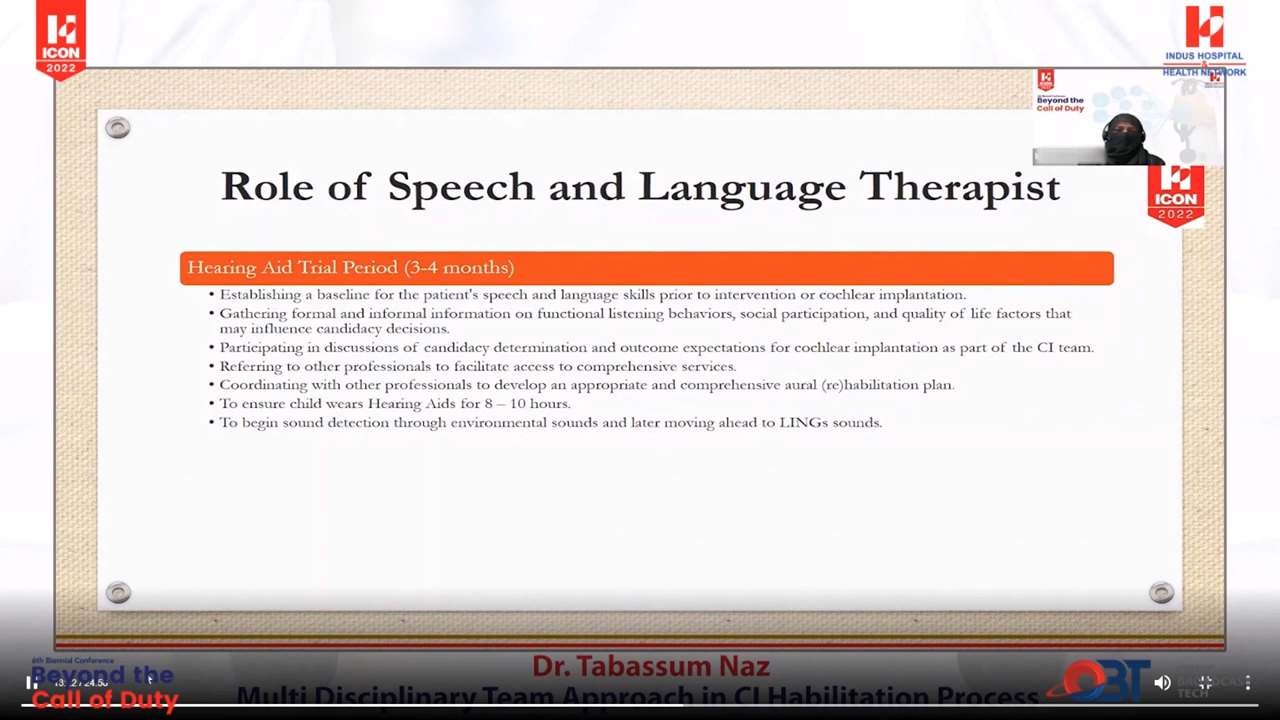 ICON
2022
INDUS HOSPITAL
&
HEALTH NETWORK
Beyond the
Call of Duty
ICON
2022
Role of Speech and Language Therapist
Hearing Aid Trial Period (3-4 months)
• Establishing a baseline for the patient's speech and language skills prior to intervention or cochlear implantation.
• Gathering formal and informal information on functional listening behaviors, social participation, and quality of life factors that
may influence candidacy decisions.
• Participating in discussions of candidacy determination and outcome expectations for cochlear implantation as part of the CI team.
• Referring to other professionals to facilitate access to comprehensive services.
• Coordinating with other professionals to develop an appropriate and comprehensive aural (re)habilitation plan.
• To ensure child wears Hearing Aids for 8 – 10 hours.
• To begin sound detection through environmental sounds and later moving ahead to LINGs sounds.
6th Biennial Conference
Beyond the
Call of Duty
Dr. Tabassum Naz
Multi Disciplinary Team Approach in CI Habilitation Process
OBT
TECH